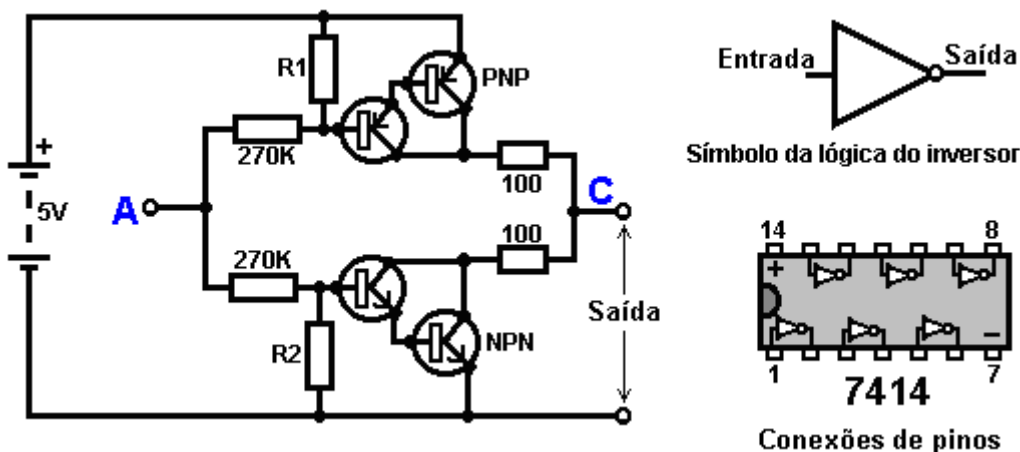 R1
PNP
270K
100
+
5V
A
C
270K
100
Saída
R2
NPN
Entrada
Saída
Símbolo da lógica do inversor
14
8
+
−
1
7
7414
Conexões de pinos